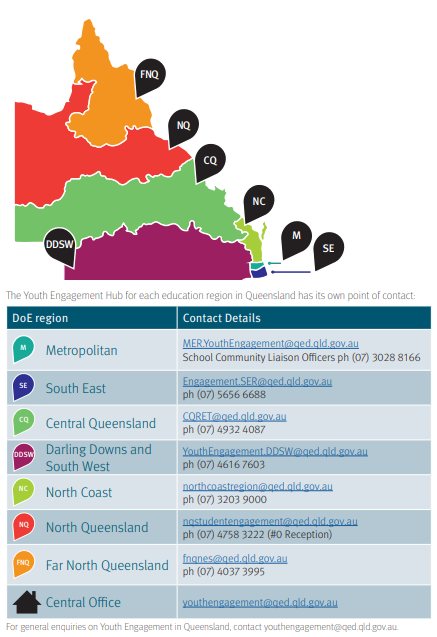 FNQ
NQ
CQ
NC
M
SE
DDSW
The Youth Engagement Hub for each education region in Queensland has its own point of contact:
DoE region Contact Details
M Metropolitan MER.YouthEngagement@qed.qld.gov.au
School Community Liaison Officers ph (07) 3028 8166
SE South East Engagement.SER@qed.qld.gov.au
ph (07) 5656 6688
CQ Central Queensland CQRET@qed.qld.gov.au
ph (07) 4932 4087
DDSW Darling Downs and South West YouthEngagement.DDSW@qed.qld.gov.au
ph (07) 4616 7603
NC North Coast northcoastregion@qed.qld.gov.au
ph (07) 3203 9000
NQ North Queensland nqstudentengagement@qed.qld.gov.au
ph (07) 4758 3222 (#0 Reception)
FNQ Far North Queensland fnqnes@qed.qld.gov.au
ph (07) 4037 3995
Central Office youthengagement@qed.qld.gov.au
For general enquiries on Youth Engagement in Queensland, contact youthengagement@qed.qld.gov.au.